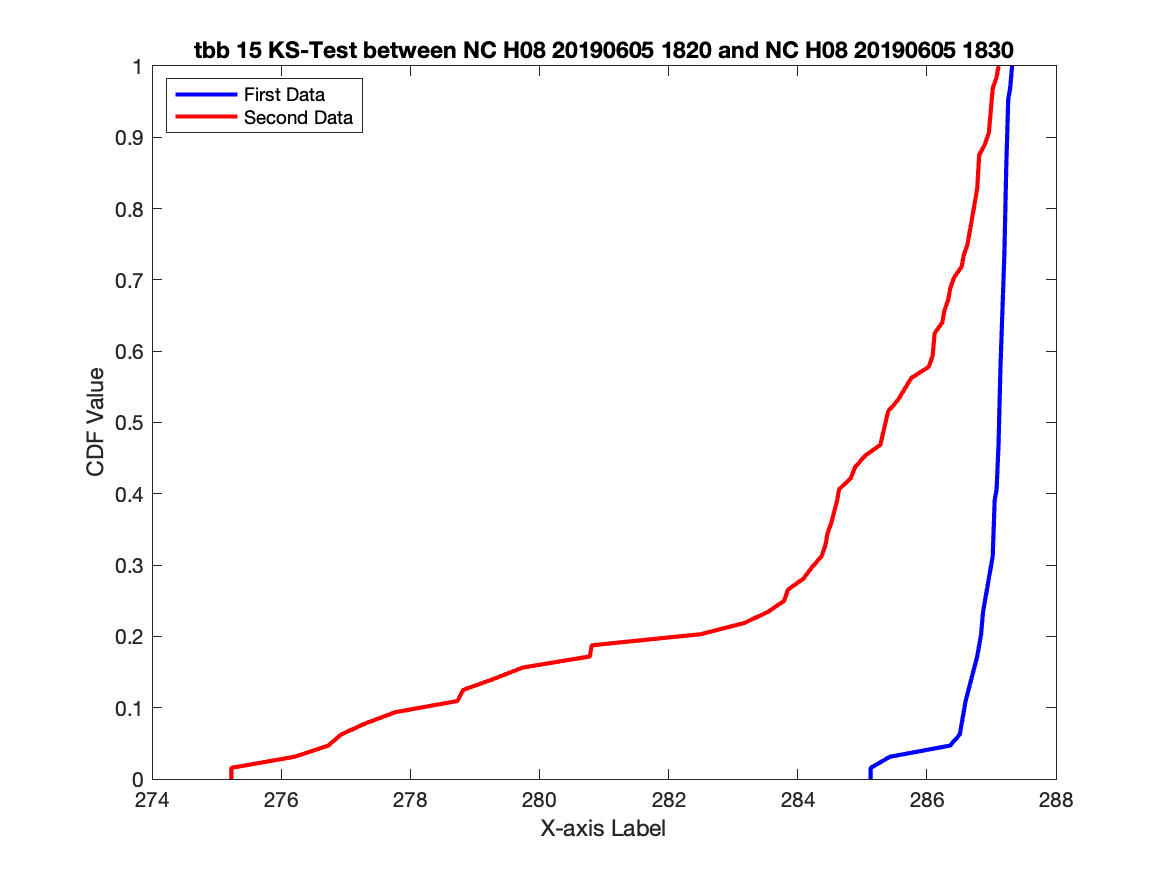 tbb 15 KS-Test between NC H08 20190605 1820 and NC H08 20190605 1830
First Data
Second Data
1
0.9
0.8
0.7
0.6
0.5
0.4
0.3
0.2
0.1
0
CDF Value
274 276 278 280 282 284 286 288
X-axis Label